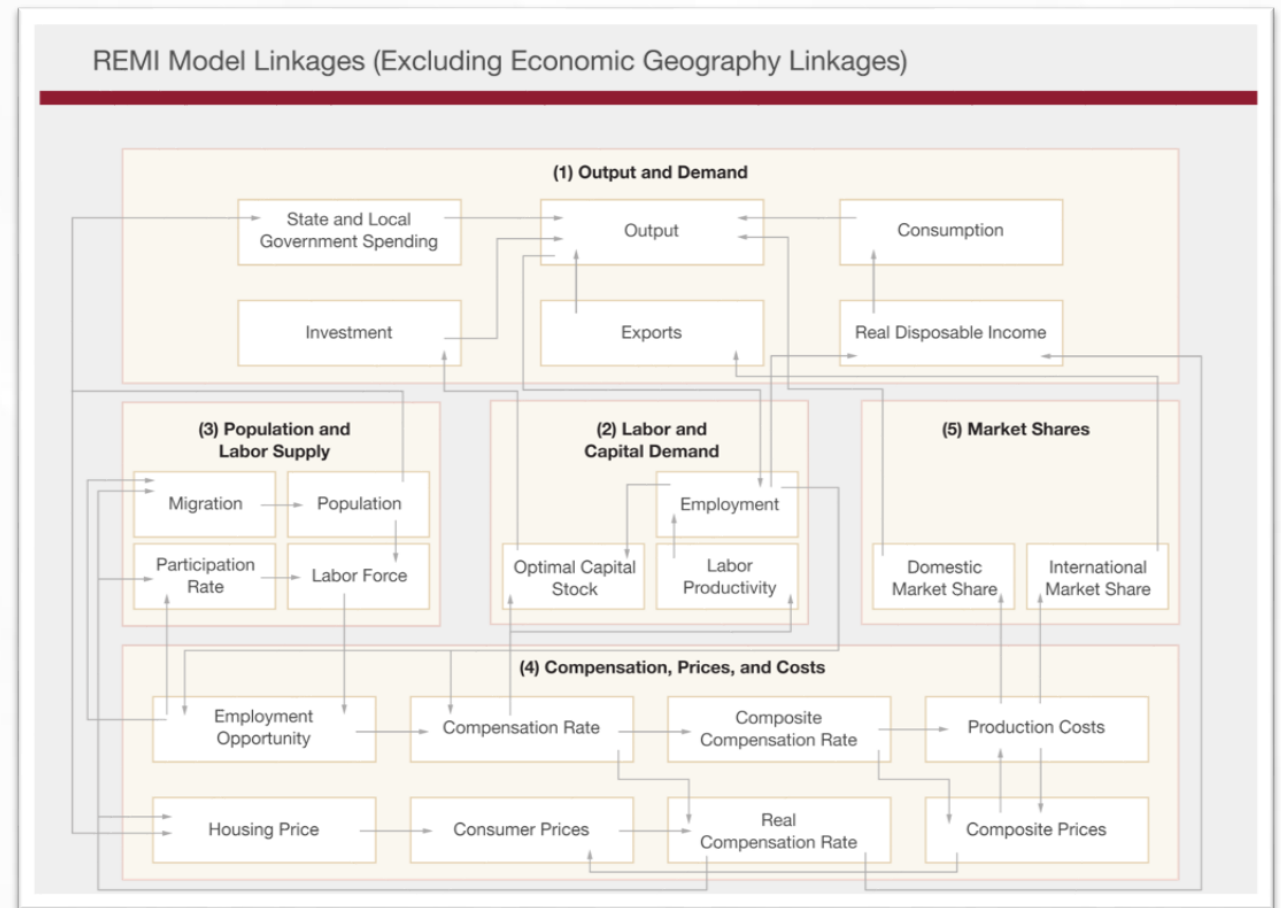 REMI Model Linkages (Excluding Economic Geography Linkages)
(1) Output and Demand
State and Local
Government Spending
Output
Consumption
Investment
Exports
Real Disposable Income
(3) Population and
Labor Supply
Migration
Population
Participation
Rate
Labor Force
(2) Labor and
Capital Demand
Employment
Optimal Capital
Stock
Labor
Productivity
(5) Market Shares
Domestic
Market Share
International
Market Share
(4) Compensation, Prices, and Costs
Employment
Opportunity
Compensation Rate
Composite
Compensation Rate
Production Costs
Housing Price
Consumer Prices
Real
Compensation Rate
Composite Prices